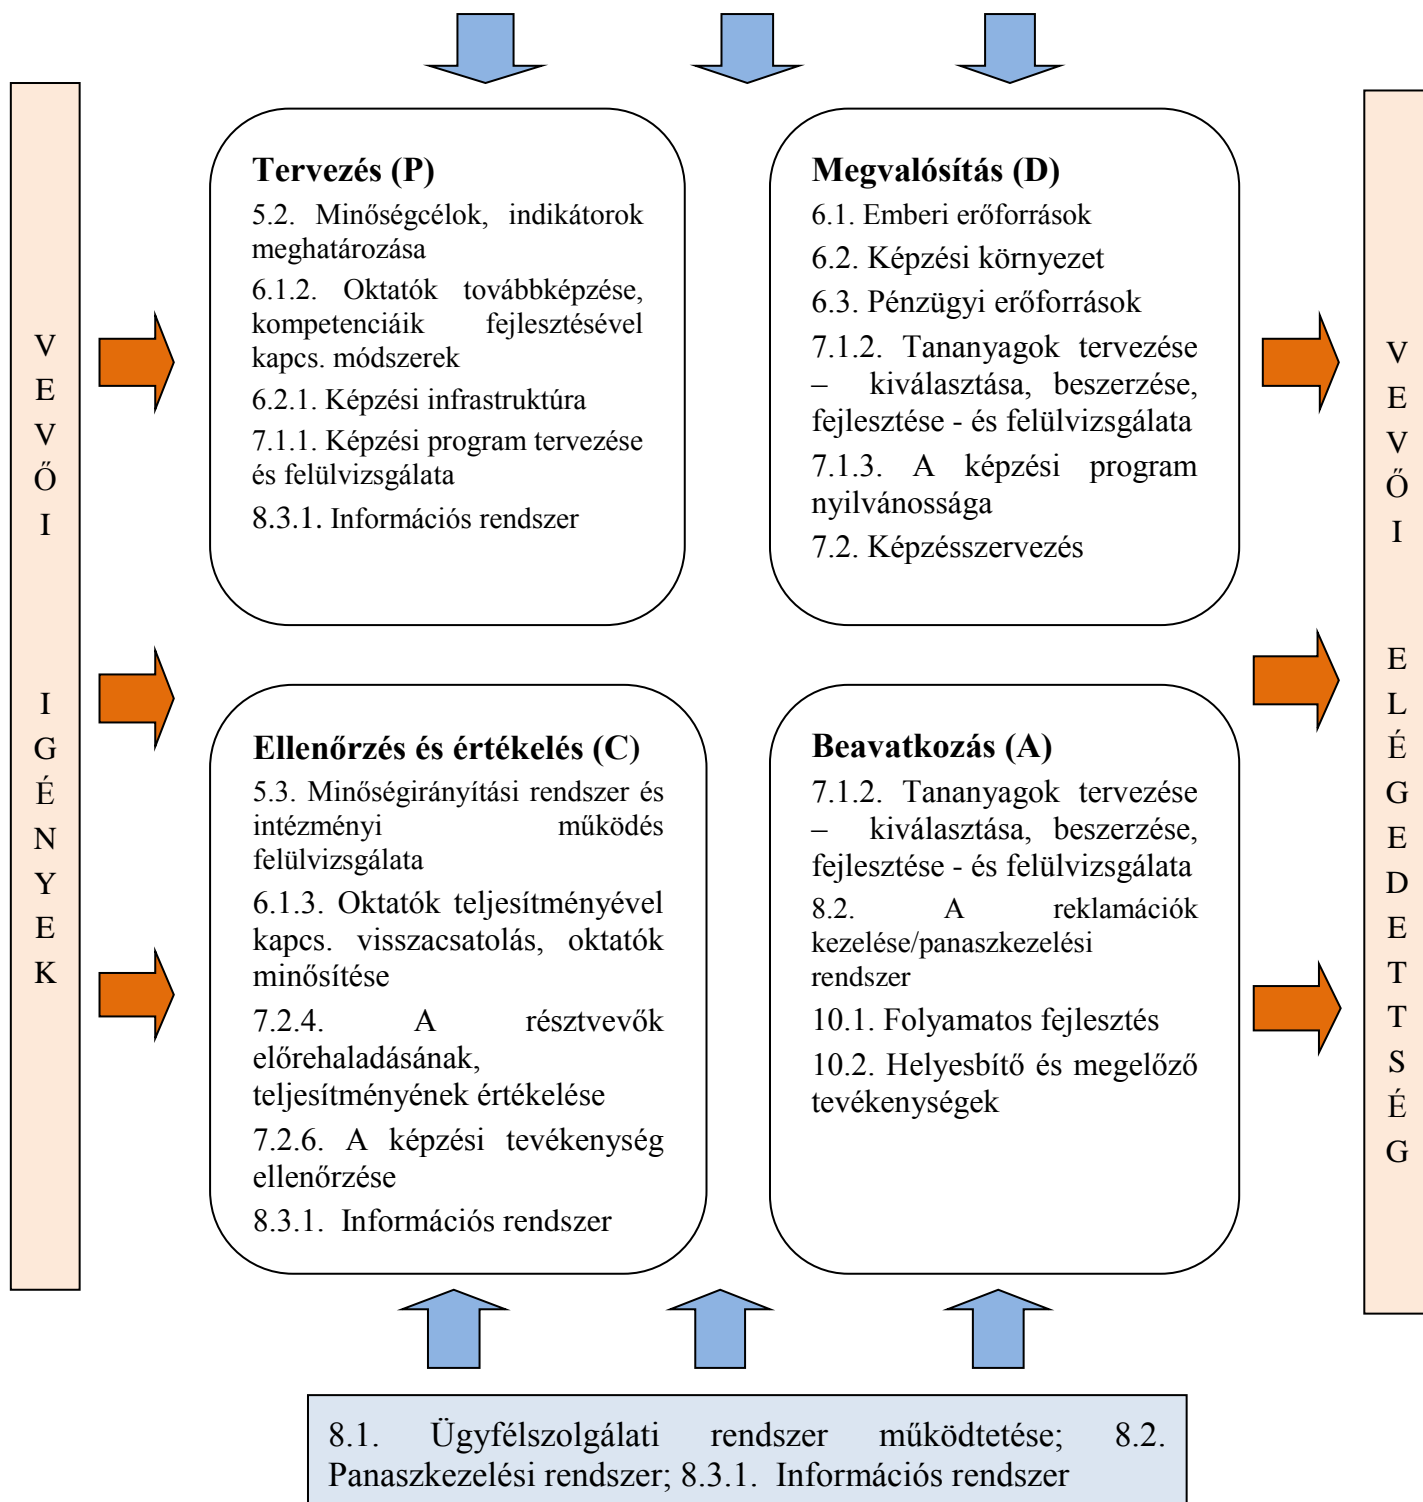 VEVŐI IGÉNYEK
Tervezés (P)
5.2. Minőségcélok, indikátorok
meghatározása
6.1.2. Oktatók továbbképzése,
kompetenciáik fejlesztésével
kapcs. módszerek
6.2.1. Képzési infrastruktúra
7.1.1. Képzési program tervezése
és felülvizsgálata
8.3.1. Információs rendszer
Megvalósítás (D)
6.1. Emberi erőforrások
6.2. Képzési környezet
6.3. Pénzügyi erőforrások
7.1.2. Tananyagok tervezése
– kiválasztása, beszerzése,
fejlesztése - és felülvizsgálata
7.1.3. A képzési program
nyilvánossága
7.2. Képzésszervezés
Ellenőrzés és értékelés (C)
5.3. Minőségirányítási rendszer és
intézményi működés
felülvizsgálata
6.1.3. Oktatók teljesítményével
kapcs. visszacsatolás, oktatók
minősítése
7.2.4. A résztvevők
előrehaladásának,
teljesítményének értékelése
7.2.6. A képzési tevékenység
ellenőrzése
8.3.1. Információs rendszer
Beavatkozás (A)
7.1.2. Tananyagok tervezése
– kiválasztása, beszerzése,
fejlesztése - és felülvizsgálata
8.2. A reklamációk
kezelése/panaszkezelési
rendszer
10.1. Folyamatos fejlesztés
10.2. Helyesbítő és megelőző
tevékenységek
VEVŐI ELÉGEDETTSÉG
8.1. Ügyfélszolgálati rendszer működtetése; 8.2.
Panaszkezelési rendszer; 8.3.1. Információs rendszer